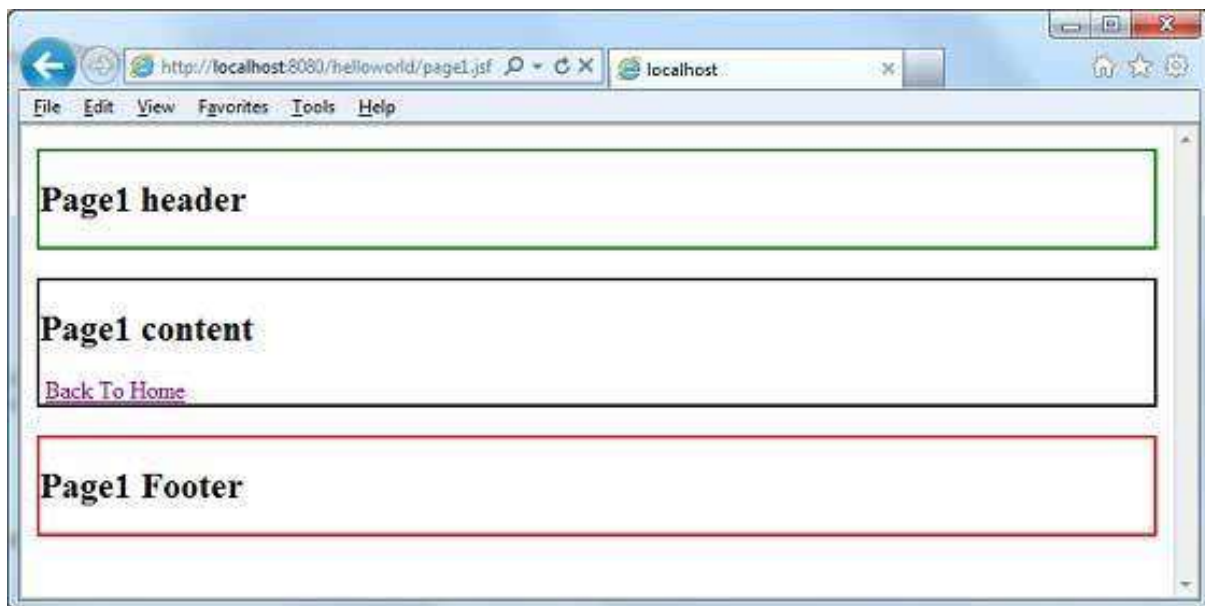 http://localhost:8080/helloworld/page1.jsf
localhost
File Edit View Favorites Tools Help
Page1 header
Page1 content
Back To Home
Page1 Footer